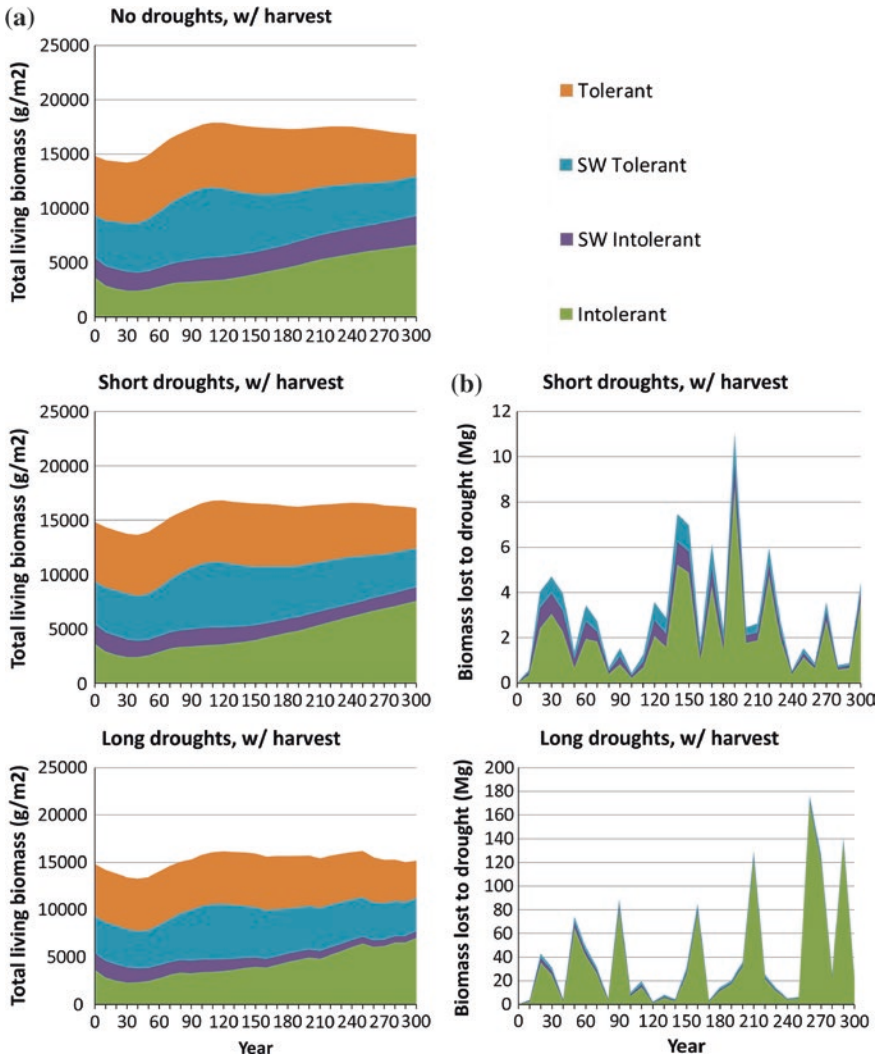 (a)
No droughts, w/ harvest
Total living biomass (g/m2)
25000
20000
15000
10000
5000
0
0 30 60 90 120 150 180 210 240 270 300
Tolerant
SW Tolerant
SW Intolerant
Intolerant
Short droughts, w/ harvest
Total living biomass (g/m2)
25000
20000
15000
10000
5000
0
0 30 60 90 120 150 180 210 240 270 300
(b)
Short droughts, w/ harvest
Biomass lost to drought (Mg)
12
10
8
6
4
2
0
0 30 60 90 120 150 180 210 240 270 300
Long droughts, w/ harvest
Total living biomass (g/m2)
25000
20000
15000
10000
5000
0
0 30 60 90 120 150 180 210 240 270 300
Year
Long droughts, w/ harvest
Biomass lost to drought (Mg)
200
180
160
140
120
100
80
60
40
20
0
0 30 60 90 120 150 180 210 240 270 300
Year